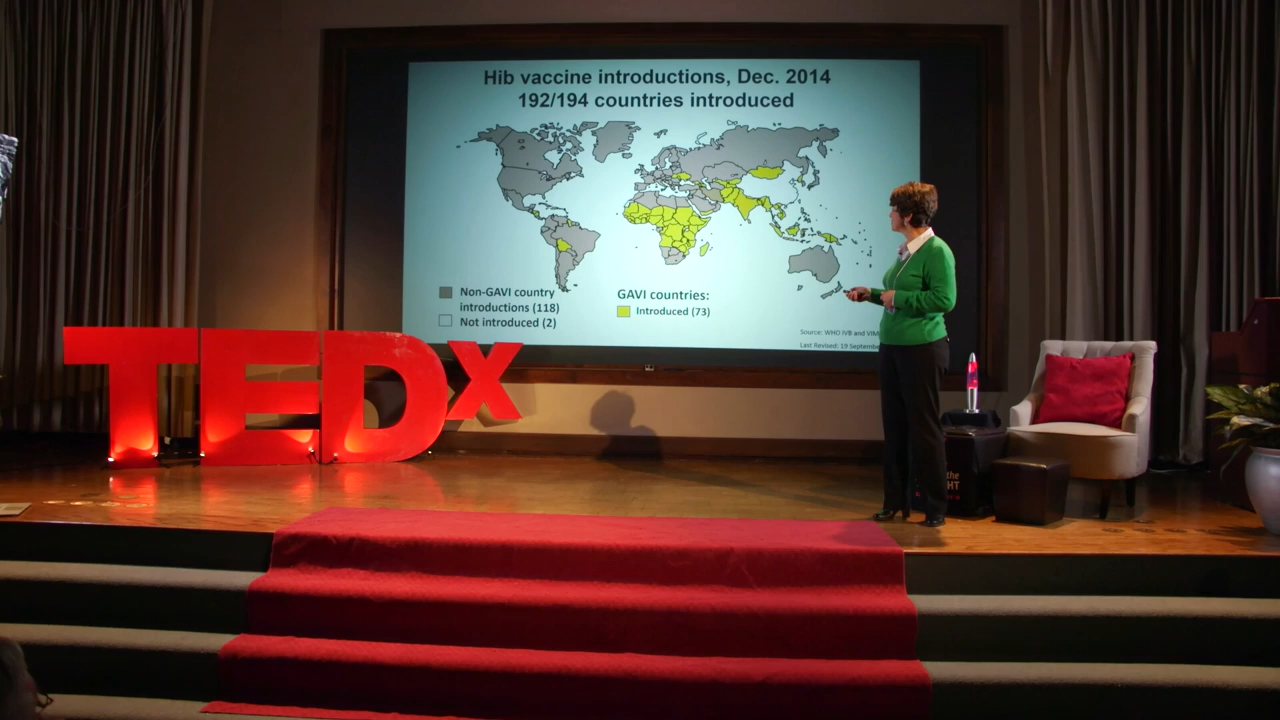 Hib vaccine introductions, Dec. 2014
192/194 countries introduced
Non-GAVI country
introductions (118)
Not introduced (2)
GAVI countries:
Introduced (73)
Source: WHO IVB and
Last Revised: 19
TEDx
the